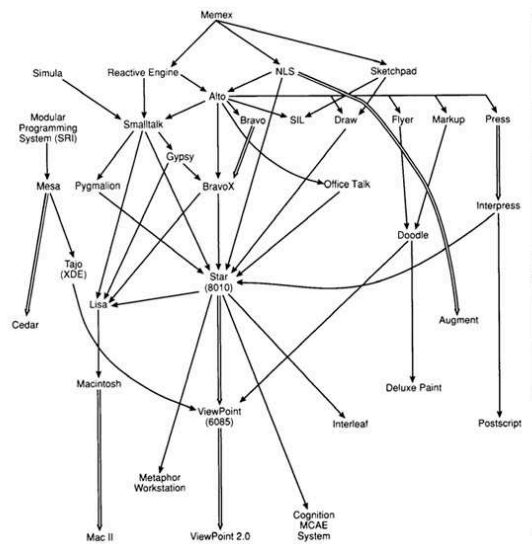 Memex
Simula
Reactive Engine
NLS
Sketchpad
Alto
Modular
Programming
System (SRI)
Smalltalk
Bravo
SIL
Draw
Flyer
Markup
Press
Gypsy
Mesa
Pygmalion
BravoX
Office Talk
Interpress
Doodle
Tajo
(XDE)
Star
(8010)
Lisa
Cedar
Augment
Macintosh
Deluxe Paint
ViewPoint
(6085)
Interleaf
Postscript
Metaphor
Workstation
Cognition
MCAE
System
Mac II
ViewPoint 2.0